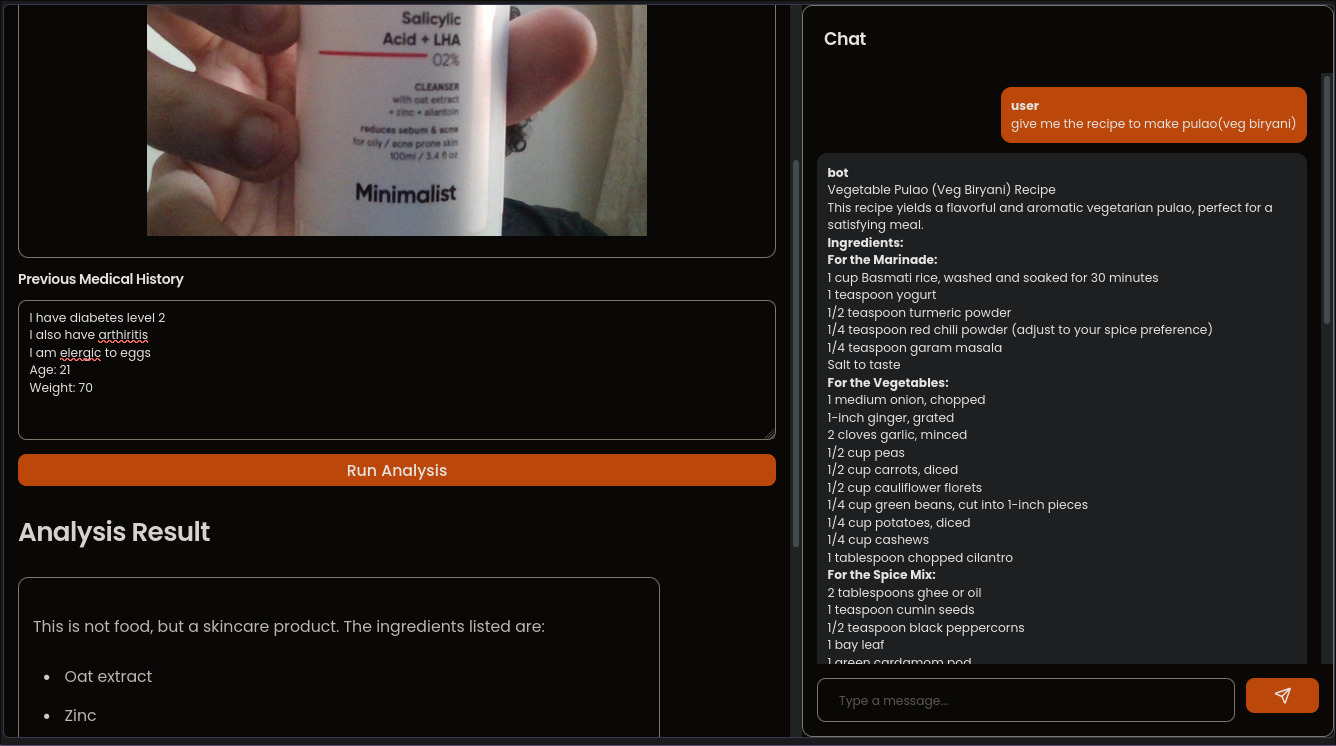 Salicylic
Acid + LHA
02%
CLEANSER
with oat extract
+ zinc + allantoin
reduces sebum & acne
for oily / acne prone skin
100ml / 3.4 fl oz
Minimalist
Previous Medical History
I have diabetes level 2
I also have arthiritis
I am elergic to eggs
Age: 21
Weight: 70
Run Analysis
Analysis Result
This is not food, but a skincare product. The ingredients listed are:
• Oat extract
• Zinc
Chat
user
give me the recipe to make pulao(veg biryani)
bot
Vegetable Pulao (Veg Biryani) Recipe
This recipe yields a flavorful and aromatic vegetarian pulao, perfect for a
satisfying meal.
Ingredients:
For the Marinade:
1 cup Basmati rice, washed and soaked for 30 minutes
1 teaspoon yogurt
1/2 teaspoon turmeric powder
1/4 teaspoon red chili powder (adjust to your spice preference)
1/4 teaspoon garam masala
Salt to taste
For the Vegetables:
1 medium onion, chopped
1-inch ginger, grated
2 cloves garlic, minced
1/2 cup peas
1/2 cup carrots, diced
1/2 cup cauliflower florets
1/4 cup green beans, cut into 1-inch pieces
1/4 cup potatoes, diced
1/4 cup cashews
1 tablespoon chopped cilantro
For the Spice Mix:
2 tablespoons ghee or oil
1 teaspoon cumin seeds
1/2 teaspoon black peppercorns
1 bay leaf
1 green cardamom pod
Type a message...